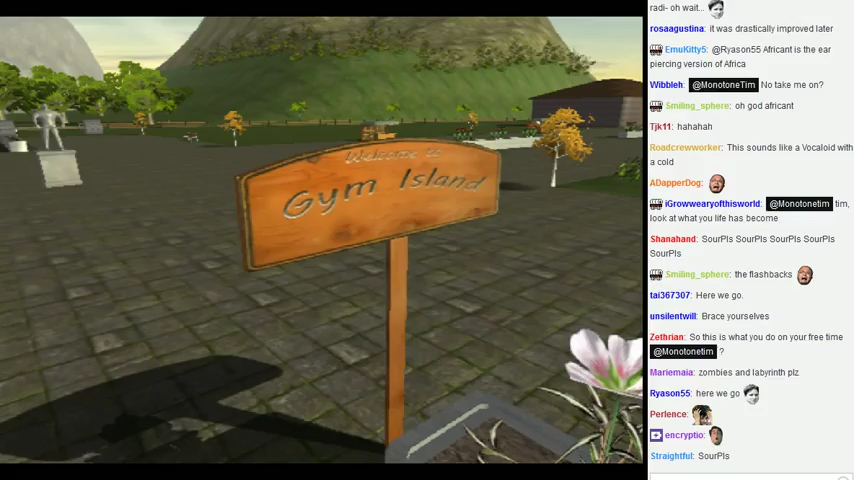 Welcome to
Gym Island
radi- oh wait...
rosaagustina: it was drastically improved later
EmuKitty5: @Ryason55 Africant is the ear
piercing version of Africa
Wibbleh: @MonotoneTim No take me on?
Smiling_sphere: oh god africant
Tjk11: hahahah
Roadcrewworker: This sounds like a Vocaloid with
a cold
ADapperDog:
iGrowwearyofthisworld: @Monotonetim tim,
look at what you life has become
Shanahand: SourPls SourPls SourPls SourPls
SourPls
Smiling_sphere: the flashbacks
tai367307: Here we go.
unsilentwill: Brace yourselves
Zethrian: So this is what you do on your free time
@Monotonetim ?
Mariemaia: zombies and labyrinth plz
Ryason55: here we go
Perlence:
encryptio:
Straightful: SourPls